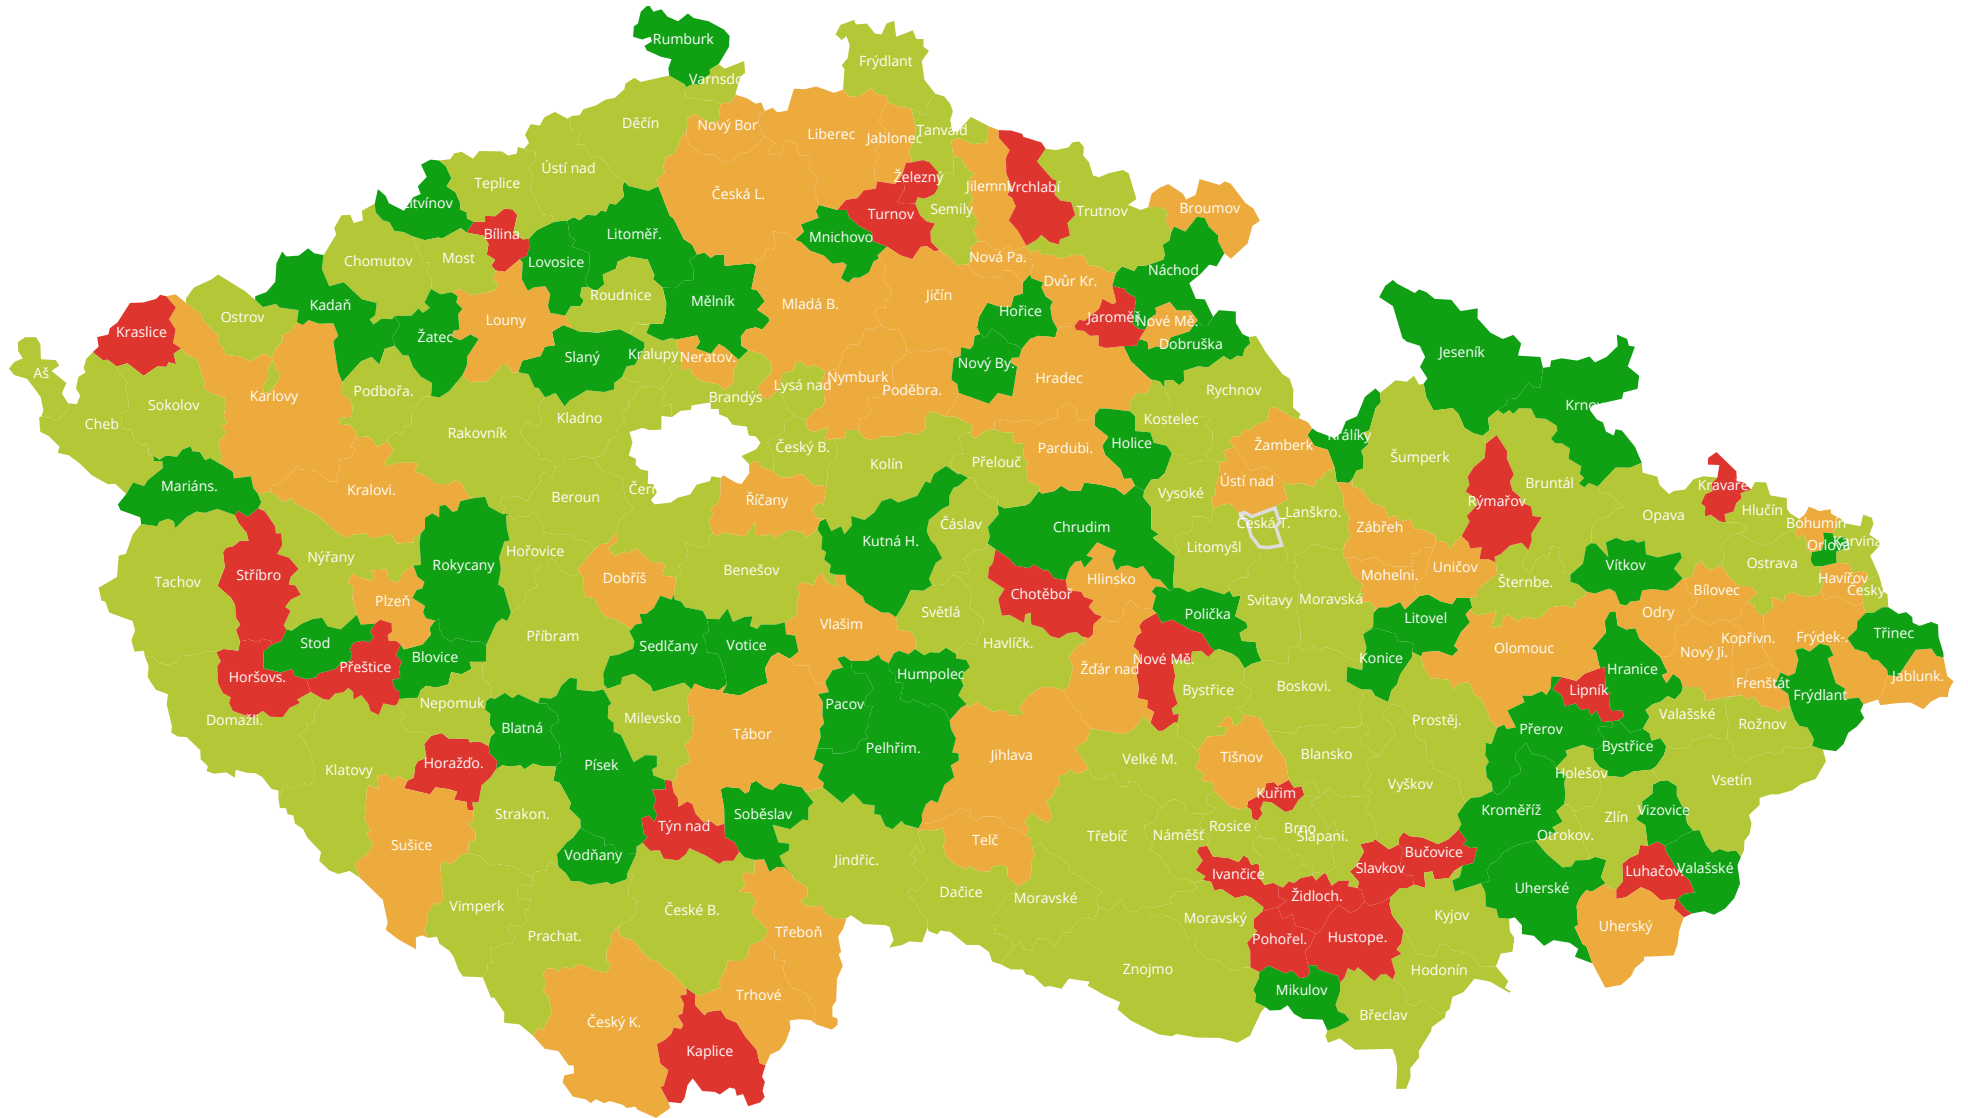 Rumburk
Frýdlant
Varnsdo
Děčín
Nový Bor
Liberec
Jablonec
Tanvald
Ústí nad
Teplice
Česká L.
Železný
Jilemni
Vrchlabí
Litvínov
Turnov
Semily
Trutnov
Broumov
Bílina
Litoměř.
Mnichovo
Chomutov
Most
Lovosice
Nová Pa.
Náchod
Kadaň
Roudnice
Mělník
Mladá B.
Jičín
Dvůr Kr.
Ostrov
Louny
Hořice
Jaroměř
Nové Mě.
Kraslice
Žatec
Slaný
Kralupy
Neratov.
Nový By.
Dobruška
Jeseník
Aš
Karlovy
Podbořa.
Lysá nad
Nymburk
Poděbra.
Hradec
Rychnov
Sokolov
Brandýs
Krnov
Cheb
Rakovník
Kladno
Český B.
Kostelec
Kolín
Přelouč
Pardubi.
Holice
Žamberk
Králíky
Šumperk
Mariáns.
Kralovi.
Beroun
Čern
Říčany
Vysoké
Ústí nad
Bruntál
Kravaře
Rýmařov
Čáslav
Chrudim
Česká T.
Lanškro.
Zábřeh
Opava
Hlučín
Bohumín
Nýřany
Hořovice
Kutná H.
Litomyšl
Orlová
Karviná
Tachov
Stříbro
Rokycany
Dobříš
Benešov
Hlinsko
Mohelni.
Uničov
Šternbe.
Vítkov
Ostrava
Havířov
Český
Plzeň
Chotěboř
Světlá
Svitavy
Moravská
Bílovec
Příbram
Vlašim
Polička
Litovel
Odry
Stod
Blovice
Sedlčany
Votice
Havlíčk.
Konice
Olomouc
Kopřivn.
Frýdek-.
Třinec
Přeštice
Žďár nad
Nové Mě.
Nový Ji.
Horšovs.
Humpolec
Bystřice
Boskovi.
Hranice
Lipník
Frenštát
Frýdlant
Jablunk.
Nepomuk
Milevsko
Pacov
Domažli.
Blatná
Prostěj.
Valašské
Rožnov
Tábor
Pelhřim.
Jihlava
Přerov
Bystřice
Klatovy
Horažďo.
Písek
Velké M.
Tišnov
Blansko
Holešov
Vsetín
Vyškov
Kuřim
Strakon.
Týn nad
Soběslav
Kroměříž
Zlín
Vizovice
Sušice
Telč
Třebíč
Náměšť
Rosice
Brno
Šlapani.
Otrokov.
Vodňany
Jindřic.
Bučovice
Slavkov
Ivančice
Luhačov.
Valašské
Vimperk
České B.
Dačice
Moravské
Židloch.
Uherské
Prachat.
Třeboň
Moravský
Pohořel.
Hustope.
Kyjov
Uherský
Znojmo
Hodonín
Trhové
Mikulov
Český K.
Břeclav
Kaplice